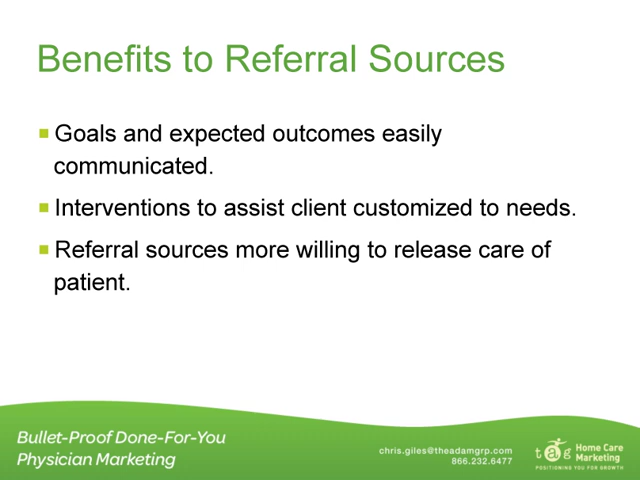 Benefits to Referral Sources
Goals and expected outcomes easily
communicated.
Interventions to assist client customized to needs.
Referral sources more willing to release care of
patient.
Bullet-Proof Done-For-You
Physician Marketing
chris.giles@theadamgrp.com
866.232.6477
tag Home Care
Marketing
POSITIONING YOU FOR GROWTH